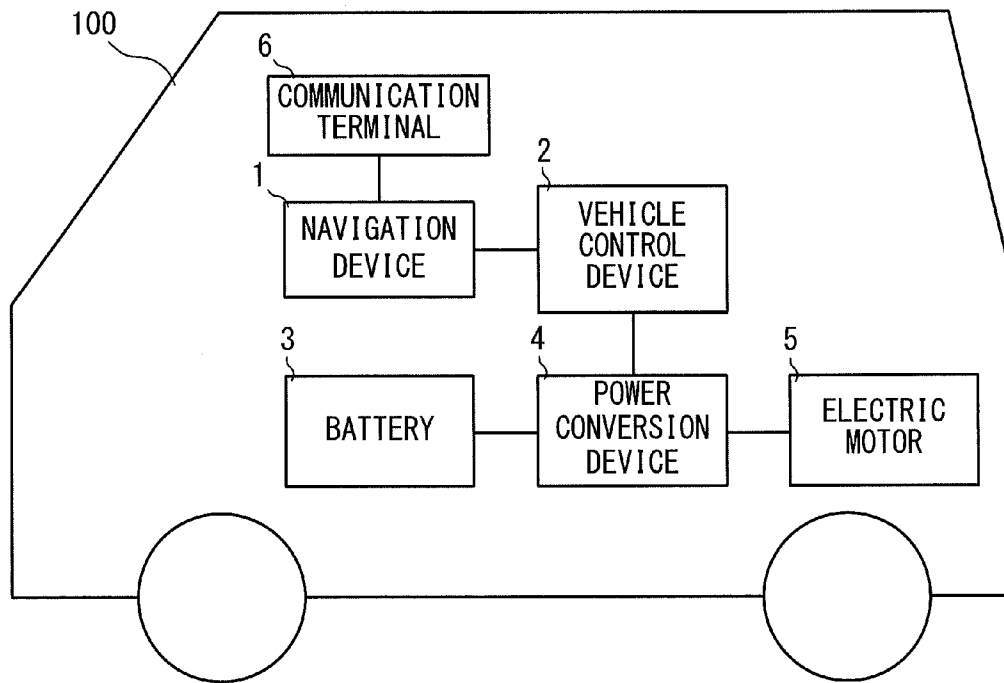 100
6
COMMUNICATION
TERMINAL
1
NAVIGATION
DEVICE
2
VEHICLE
CONTROL
DEVICE
3
BATTERY
4
POWER
CONVERSION
DEVICE
5
ELECTRIC
MOTOR